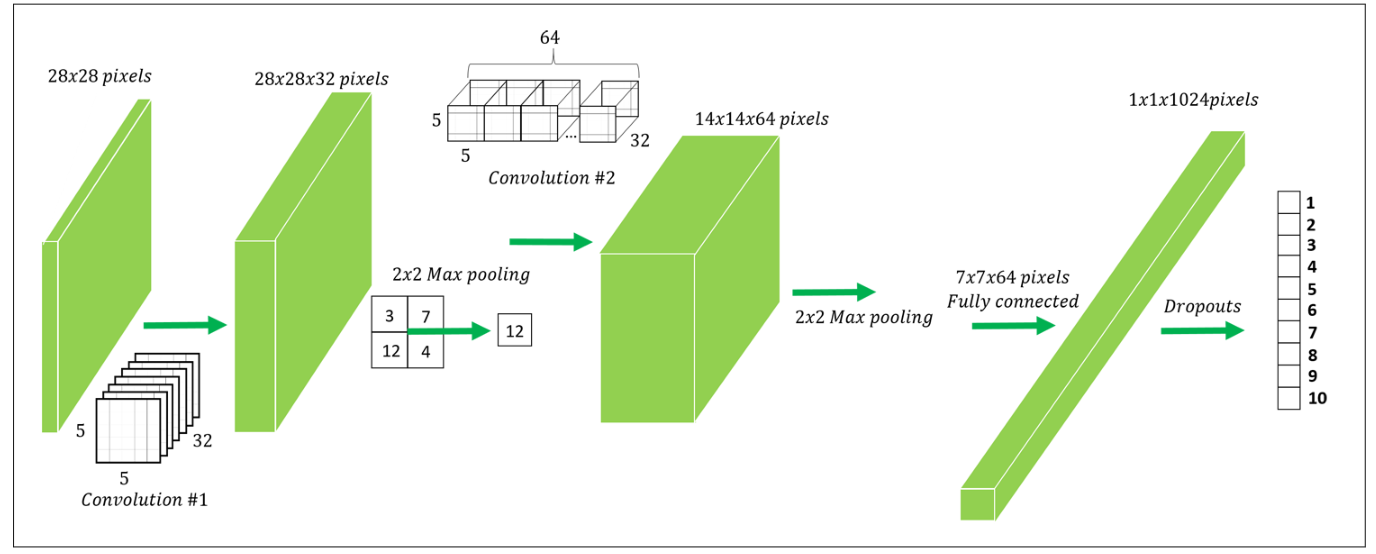 28x28 pixels
5
5
32
Convolution #1
28x28x32 pixels
2x2 Max pooling
3 7
12 4
12
64
5
5
...
32
Convolution #2
14x14x64 pixels
2x2 Max pooling
7x7x64 pixels
Fully connected
1x1x1024pixels
Dropouts
1
2
3
4
5
6
7
8
9
10